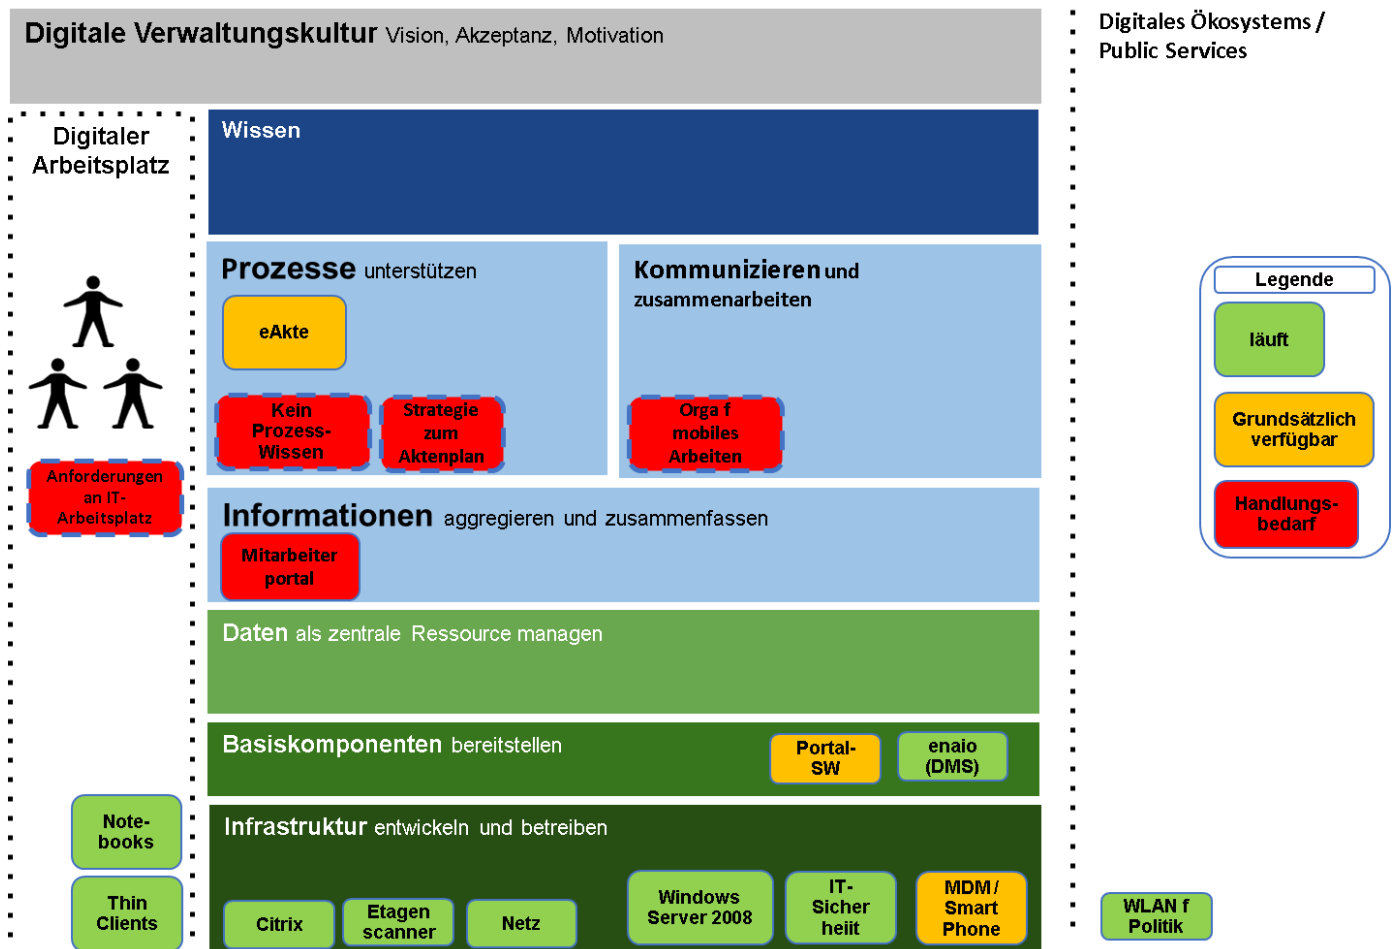 Digitale Verwaltungskultur Vision, Akzeptanz, Motivation
Digitales Ökosystems /
Public Services
Digitaler
Arbeitsplatz
Anforderungen
an IT-
Arbeitsplatz
Note-
books
Thin
Clients
Wissen
Prozesse unterstützen
eAkte
Kein
Prozess-
Wissen
Strategie
zum
Aktenplan
Kommunizieren und
zusammenarbeiten
Orga f
mobiles
Arbeiten
Informationen aggregieren und zusammenfassen
Mitarbeiter
portal
Daten als zentrale Ressource managen
Basiskomponenten bereitstellen
Portal-
SW
enaio
(DMS)
Infrastruktur entwickeln und betreiben
Citrix
Etagen
scanner
Netz
Windows
Server 2008
IT-
Sicher
heiit
MDM /
Smart
Phone
Legende
läuft
Grundsätzlich
verfügbar
Handlungs-
bedarf
WLAN f
Politik